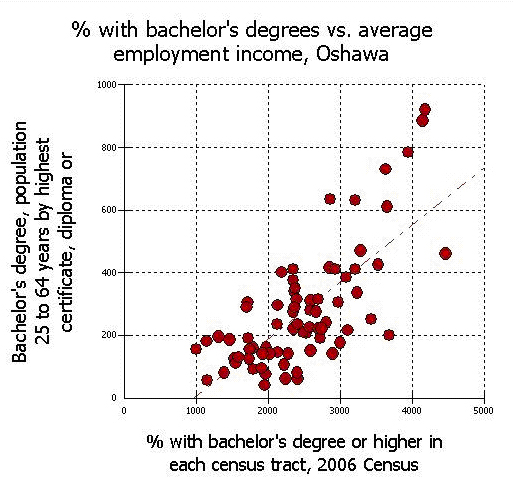 % with bachelor's degrees vs. average
employment income, Oshawa
Bachelor's degree, population
25 to 64 years by highest
certificate, diploma or
1000
800
600
400
200
0
0 1000 2000 3000 4000 5000
% with bachelor's degree or higher in
each census tract, 2006 Census